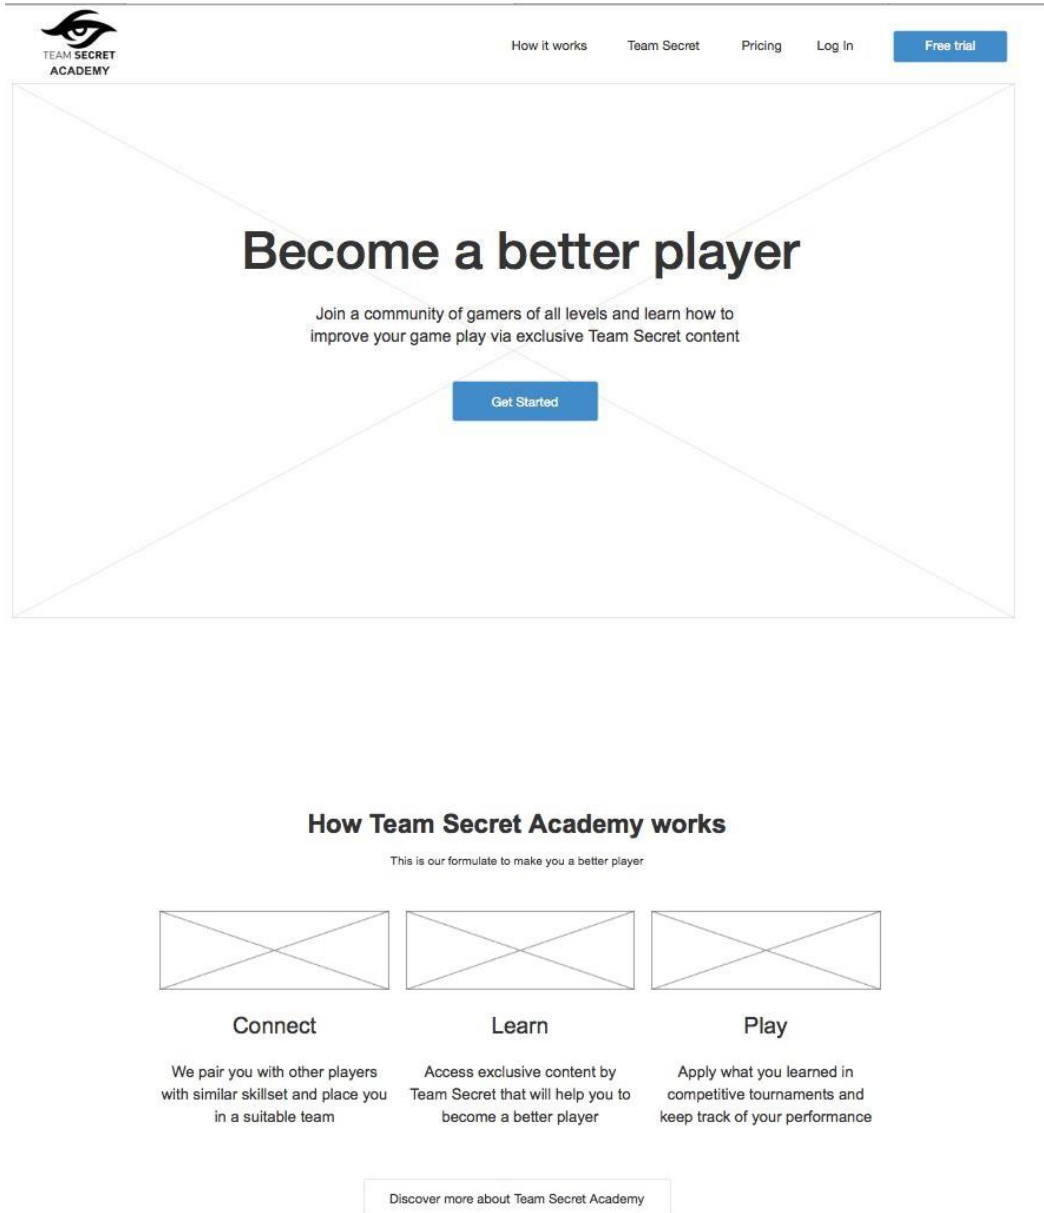 TEAM SECRET
ACADEMY
How it works
Team Secret
Pricing
Log In
Free trial
Become a better player
Join a community of gamers of all levels and learn how to
improve your game play via exclusive Team Secret content
Get Started
How Team Secret Academy works
This is our formulate to make you a better player
Connect
We pair you with other players
with similar skillset and place you
in a suitable team
Learn
Access exclusive content by
Team Secret that will help you to
become a better player
Play
Apply what you learned in
competitive tournaments and
keep track of your performance
Discover more about Team Secret Academy